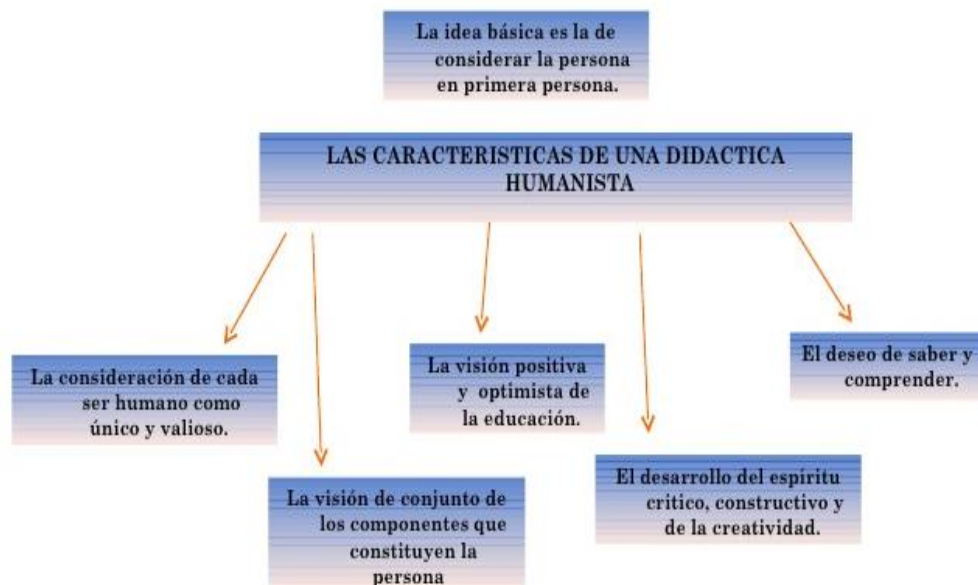 La idea básica es la de
considerar la persona
en primera persona.
LAS CARACTERISTICAS DE UNA DIDACTICA
HUMANISTA
La consideración de cada
ser humano como
único y valioso.
La visión de conjunto de
los componentes que
constituyen la
persona
La visión positiva
y optimista de
la educación.
El desarrollo del espíritu
critico, constructivo y
de la creatividad.
El deseo de saber y
comprender.